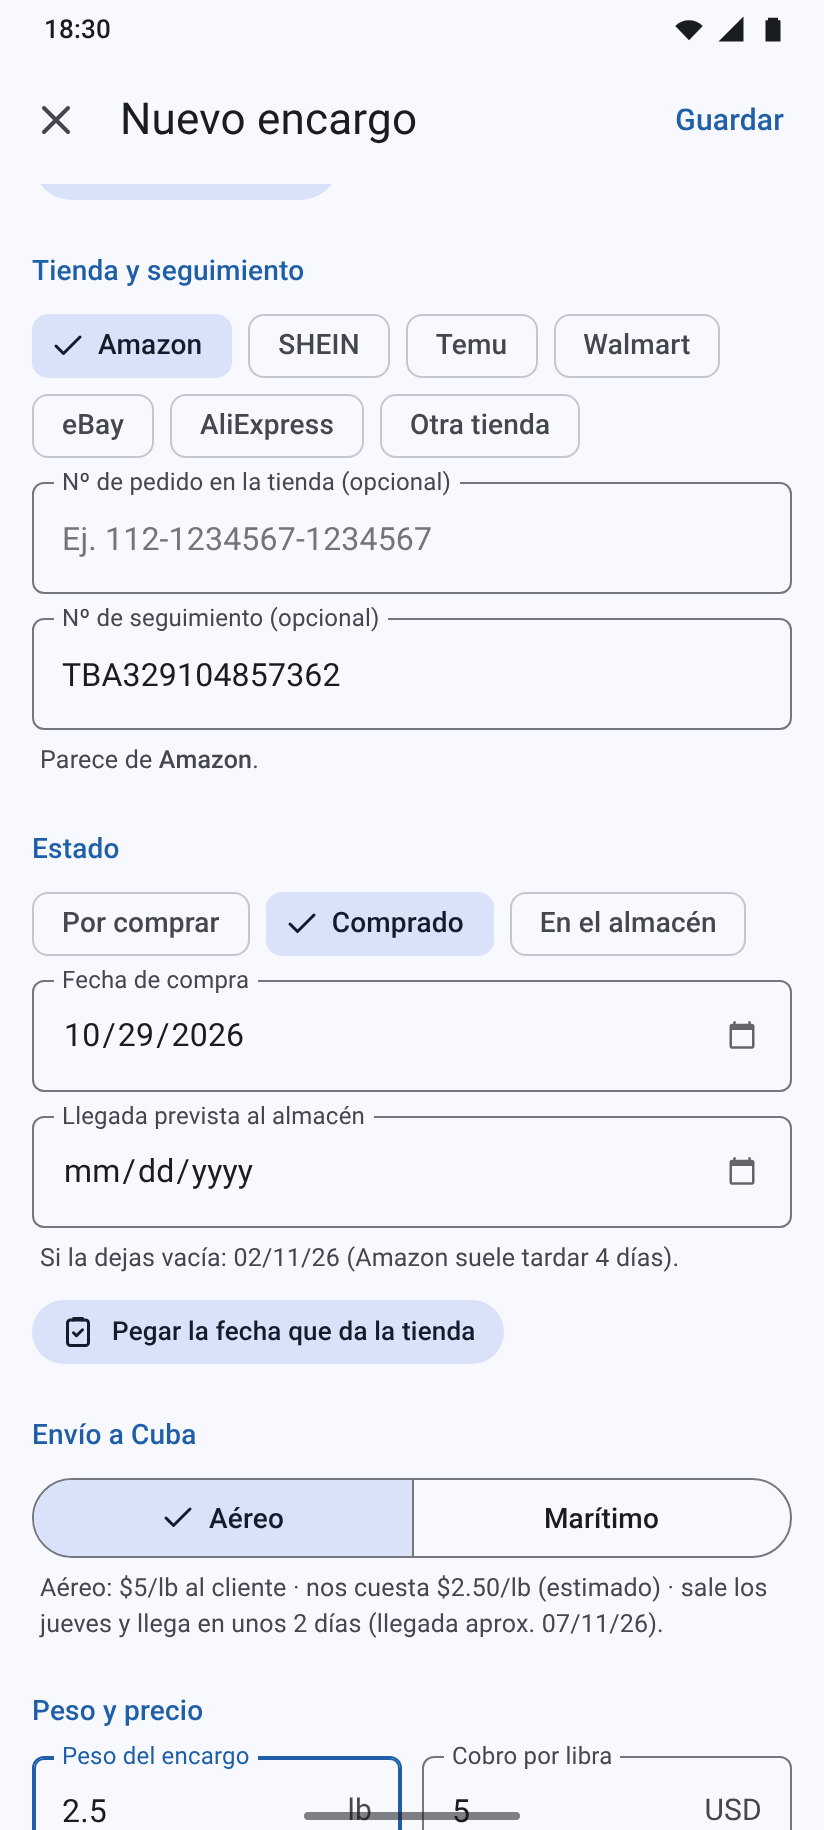 18:30
Nuevo encargo
Guardar
Tienda y seguimiento
Amazon
SHEIN
Temu
Walmart
eBay
AliExpress
Otra tienda
Nº de pedido en la tienda (opcional)
Ej. 112-1234567-1234567
Nº de seguimiento (opcional)
TBA329104857362
Parece de Amazon.
Estado
Por comprar
Comprado
En el almacén
Fecha de compra
10/29/2026
Llegada prevista al almacén
mm/dd/yyyy
Si la dejas vacía: 02/11/26 (Amazon suele tardar 4 días).
Pegar la fecha que da la tienda
Envío a Cuba
Aéreo
Marítimo
Aéreo: $5/lb al cliente · nos cuesta $2.50/lb (estimado) · sale los
jueves y llega en unos 2 días (llegada aprox. 07/11/26).
Peso y precio
Peso del encargo
Cobro por libra
2.5 lb
5 USD